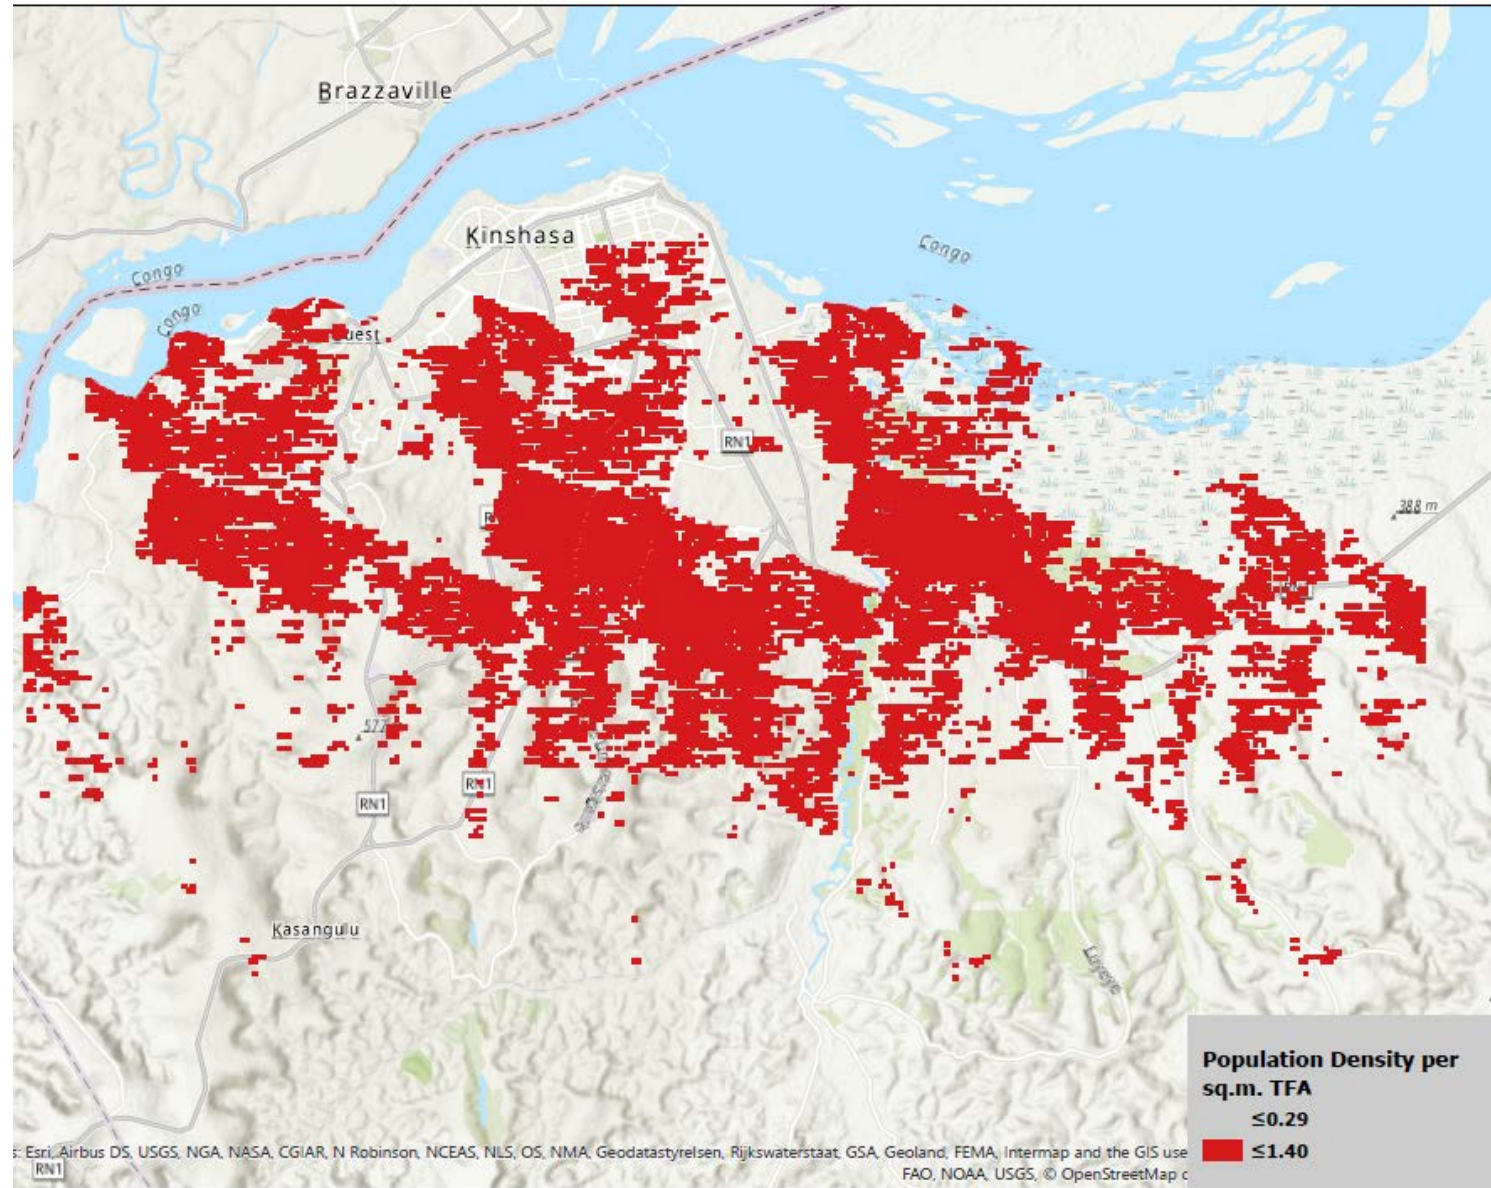 Brazzaville
Kinshasa
Congo
Congo
Congo
uest
RN1
388 m
R
577
RN1
RN1
Kasangulu
Population Density per
sq.m. TFA
≤0.29
≤1.40
s: Esri, Airbus DS, USGS, NGA, NASA, CGIAR, N Robinson, NCEAS, NLS, OS, NMA, Geodatastyrelsen, Rijkswaterstaat, GSA, Geoland, FEMA, Intermap and the GIS use
RN1
FAO, NOAA, USGS, © OpenStreetMap c